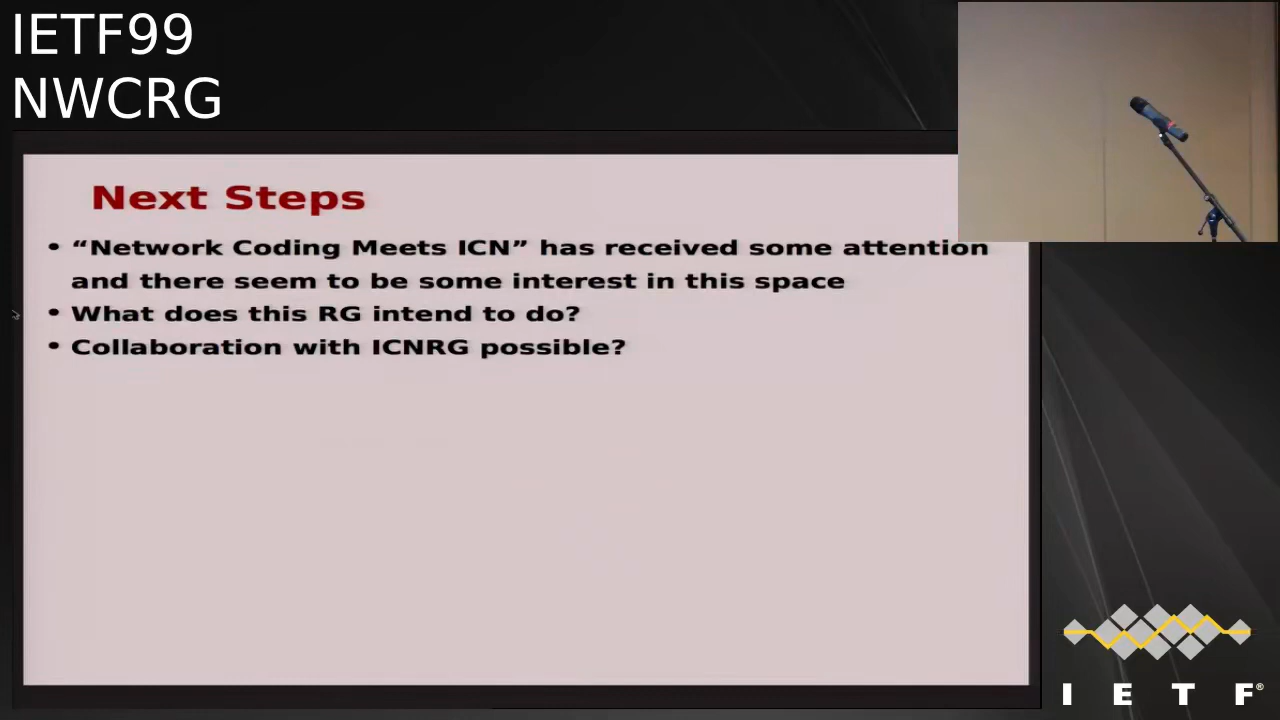 IETF99
NWCRG
Next Steps
• “Network Coding Meets ICN” has received some attention
and there seem to be some interest in this space
• What does this RG intend to do?
• Collaboration with ICNRG possible?
I E T F®